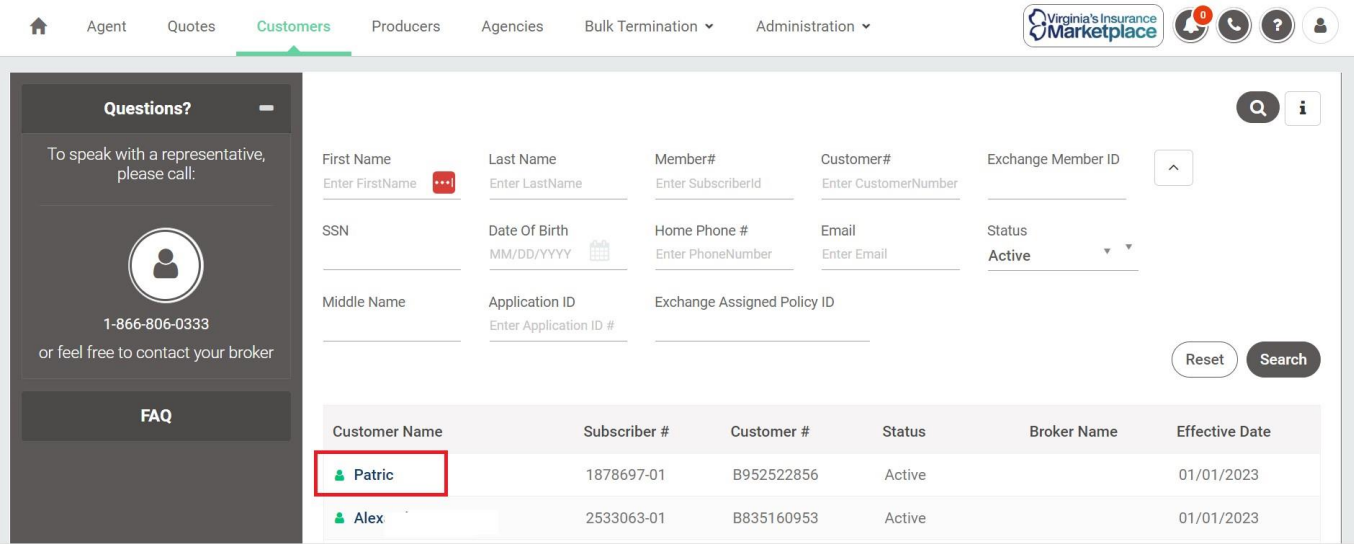 Agent Quotes Customers Producers Agencies Bulk Termination Administration Virginia's Insurance Marketplace 0 ?
Questions?
To speak with a representative,
please call:
1-866-806-0333
or feel free to contact your broker
FAQ
i
First Name Last Name Member# Customer# Exchange Member ID
Enter FirstName Enter LastName Enter SubscriberId Enter CustomerNumber
SSN Date Of Birth Home Phone # Email Status
MM/DD/YYYY Enter PhoneNumber Enter Email Active
Middle Name Application ID Exchange Assigned Policy ID
Enter Application ID #
Reset Search
Customer Name Subscriber # Customer # Status Broker Name Effective Date
Patric 1878697-01 B952522856 Active 01/01/2023
Alex 2533063-01 B835160953 Active 01/01/2023